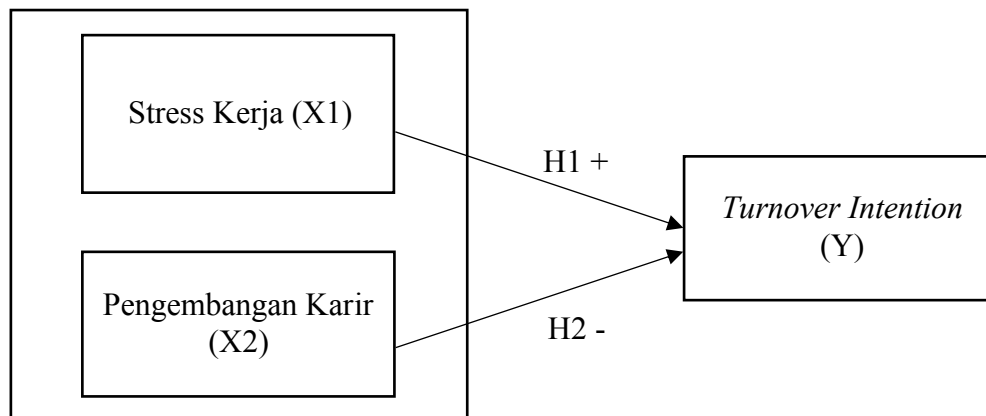 Stress Kerja (X1)
H1 +
Turnover Intention
(Y)
Pengembangan Karir
(X2)
H2 -